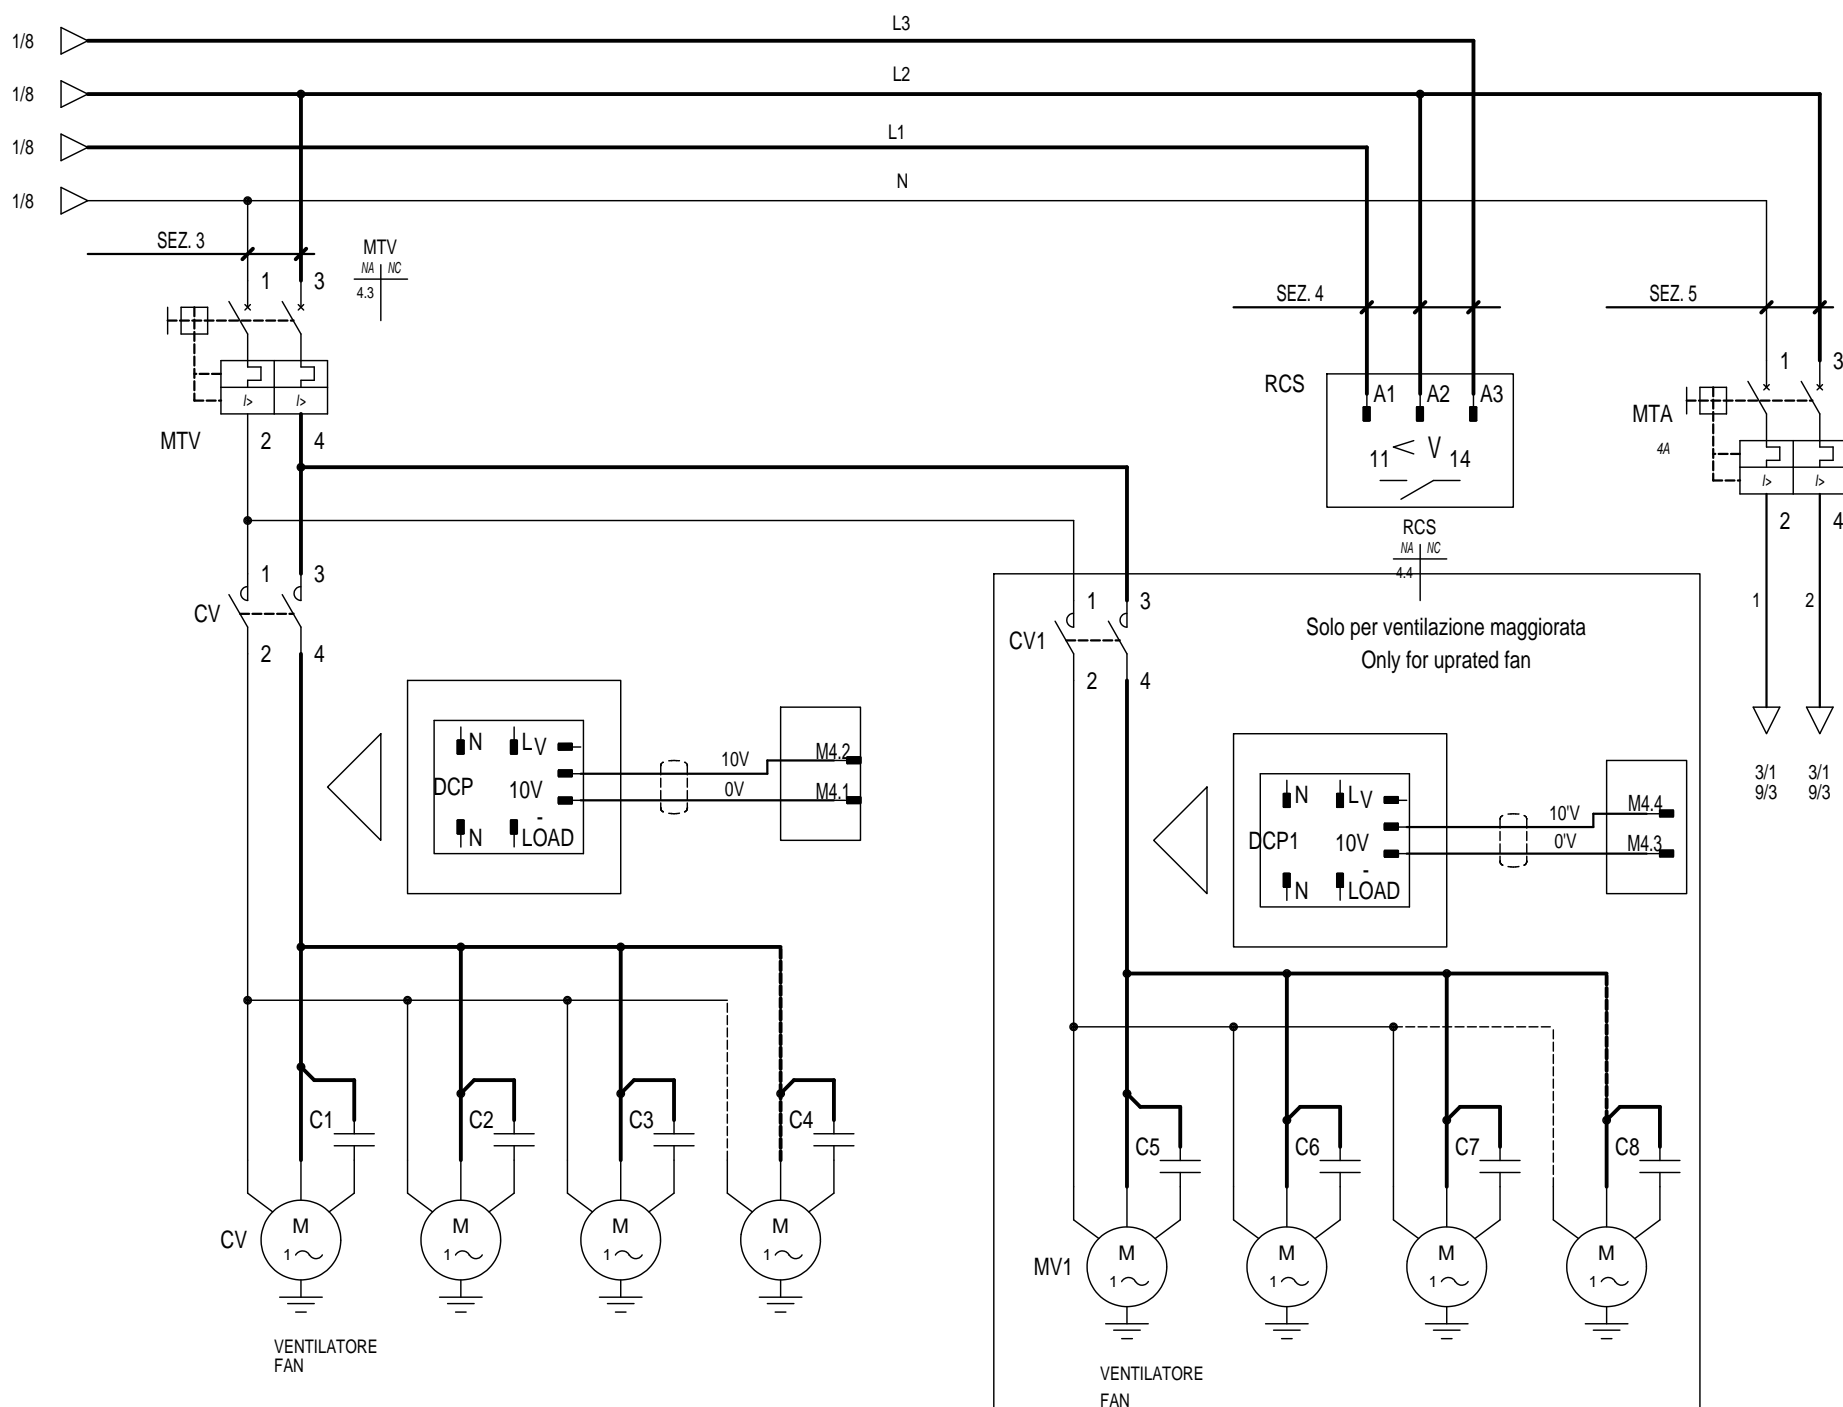 L3
1/8
L2
1/8
L1
1/8
N
1/8
SEZ. 3
MTV
NA NC
4.3
1 3
I> I>
MTV
2 4
SEZ. 4
SEZ. 5
RCS
A1 A2 A3
< V
11 14
RCS
NA NC
4.4
1 3
MTA
4A
I> I>
2 4
1 2
3/1 3/1
9/3 9/3
1 3
CV
2 4
1 3
CV1
2 4
Solo per ventilazione maggiorata
Only for uprated fan
N L V
DCP 10V
-
N LOAD
10V
0V
M4.2
M4.1
N L V
DCP1 10V
-
N LOAD
10'V
0'V
M4.4
M4.3
C1 C2 C3 C4
C5 C6 C7 C8
CV
M M M M
1 1 1 1
MV1
M M M M
1 1 1 1
VENTILATORE
FAN
VENTILATORE
FAN